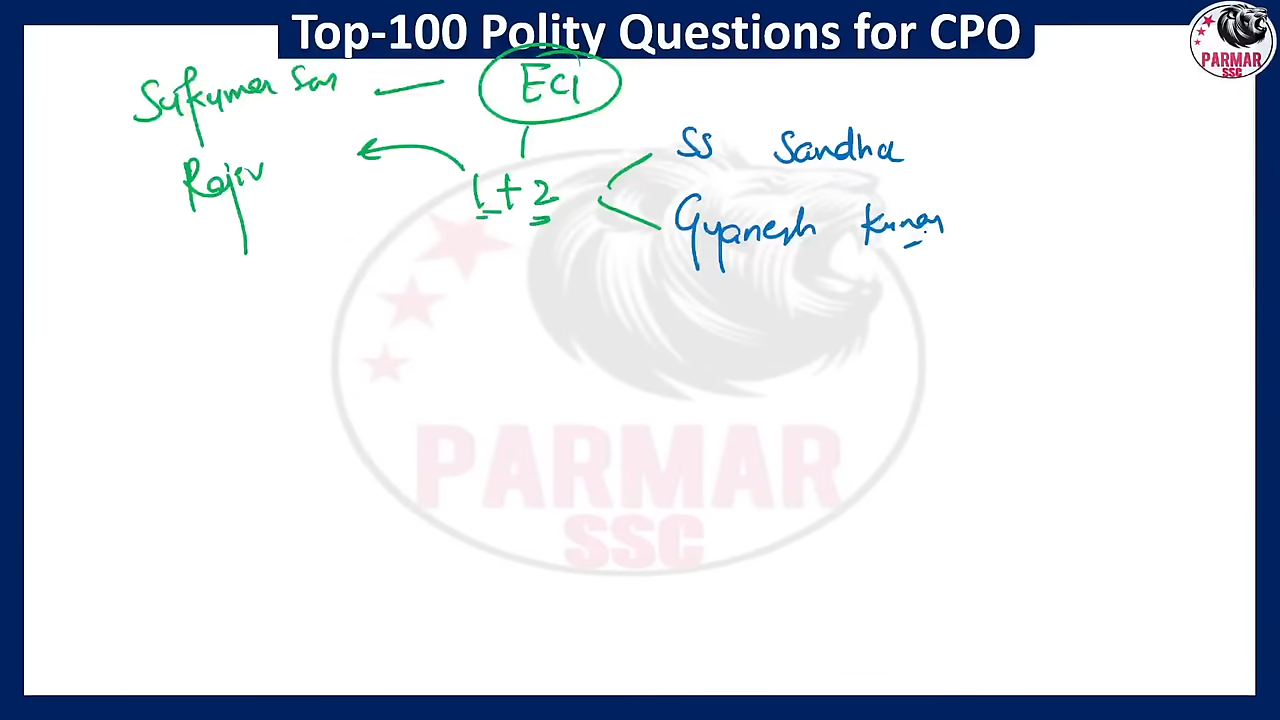 Top-100 Polity Questions for CPO
PARMAR
SSC
Sukumar Sen — ECI
SS Sandhu
Rajiv
1+2
Gyanesh Kumar
PARMAR
SSC